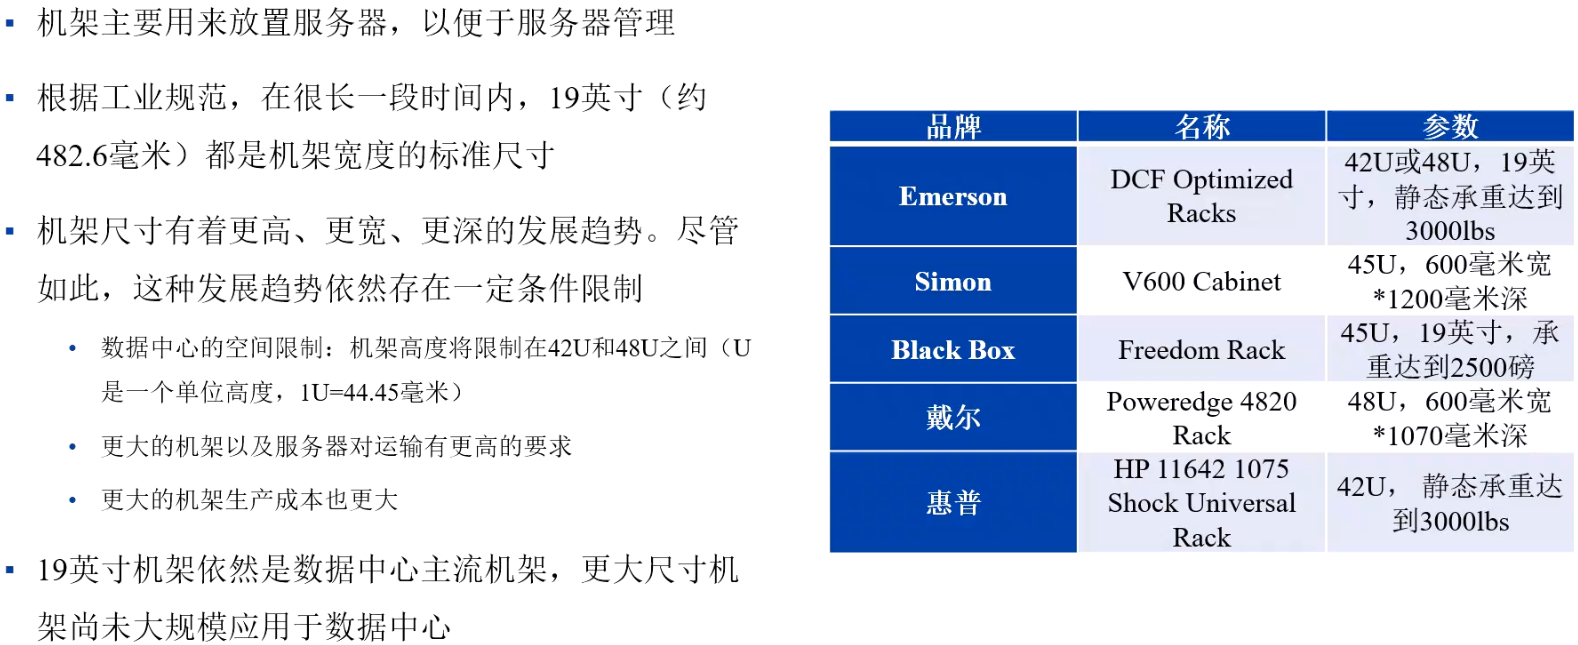 ▪ 机架主要用来放置服务器，以便于服务器管理
▪ 根据工业规范，在很长一段时间内，19英寸（约
482.6毫米）都是机架宽度的标准尺寸
▪ 机架尺寸有着更高、更宽、更深的发展趋势。尽管
如此，这种发展趋势依然存在一定条件限制
• 数据中心的空间限制：机架高度将限制在42U和48U之间（U
是一个单位高度，1U=44.45毫米）
• 更大的机架以及服务器对运输有更高的要求
• 更大的机架生产成本也更大
▪ 19英寸机架依然是数据中心主流机架，更大尺寸机
架尚未大规模应用于数据中心
品牌 名称 参数
Emerson
DCF Optimized
Racks
42U或48U，19英
寸，静态承重达到
3000lbs
Simon
V600 Cabinet
45U，600毫米宽
*1200毫米深
Black Box
Freedom Rack
45U，19英寸，承
重达到2500磅
戴尔
Poweredge 4820
Rack
48U，600毫米宽
*1070毫米深
惠普
HP 11642 1075
Shock Universal
Rack
42U， 静态承重达
到3000lbs